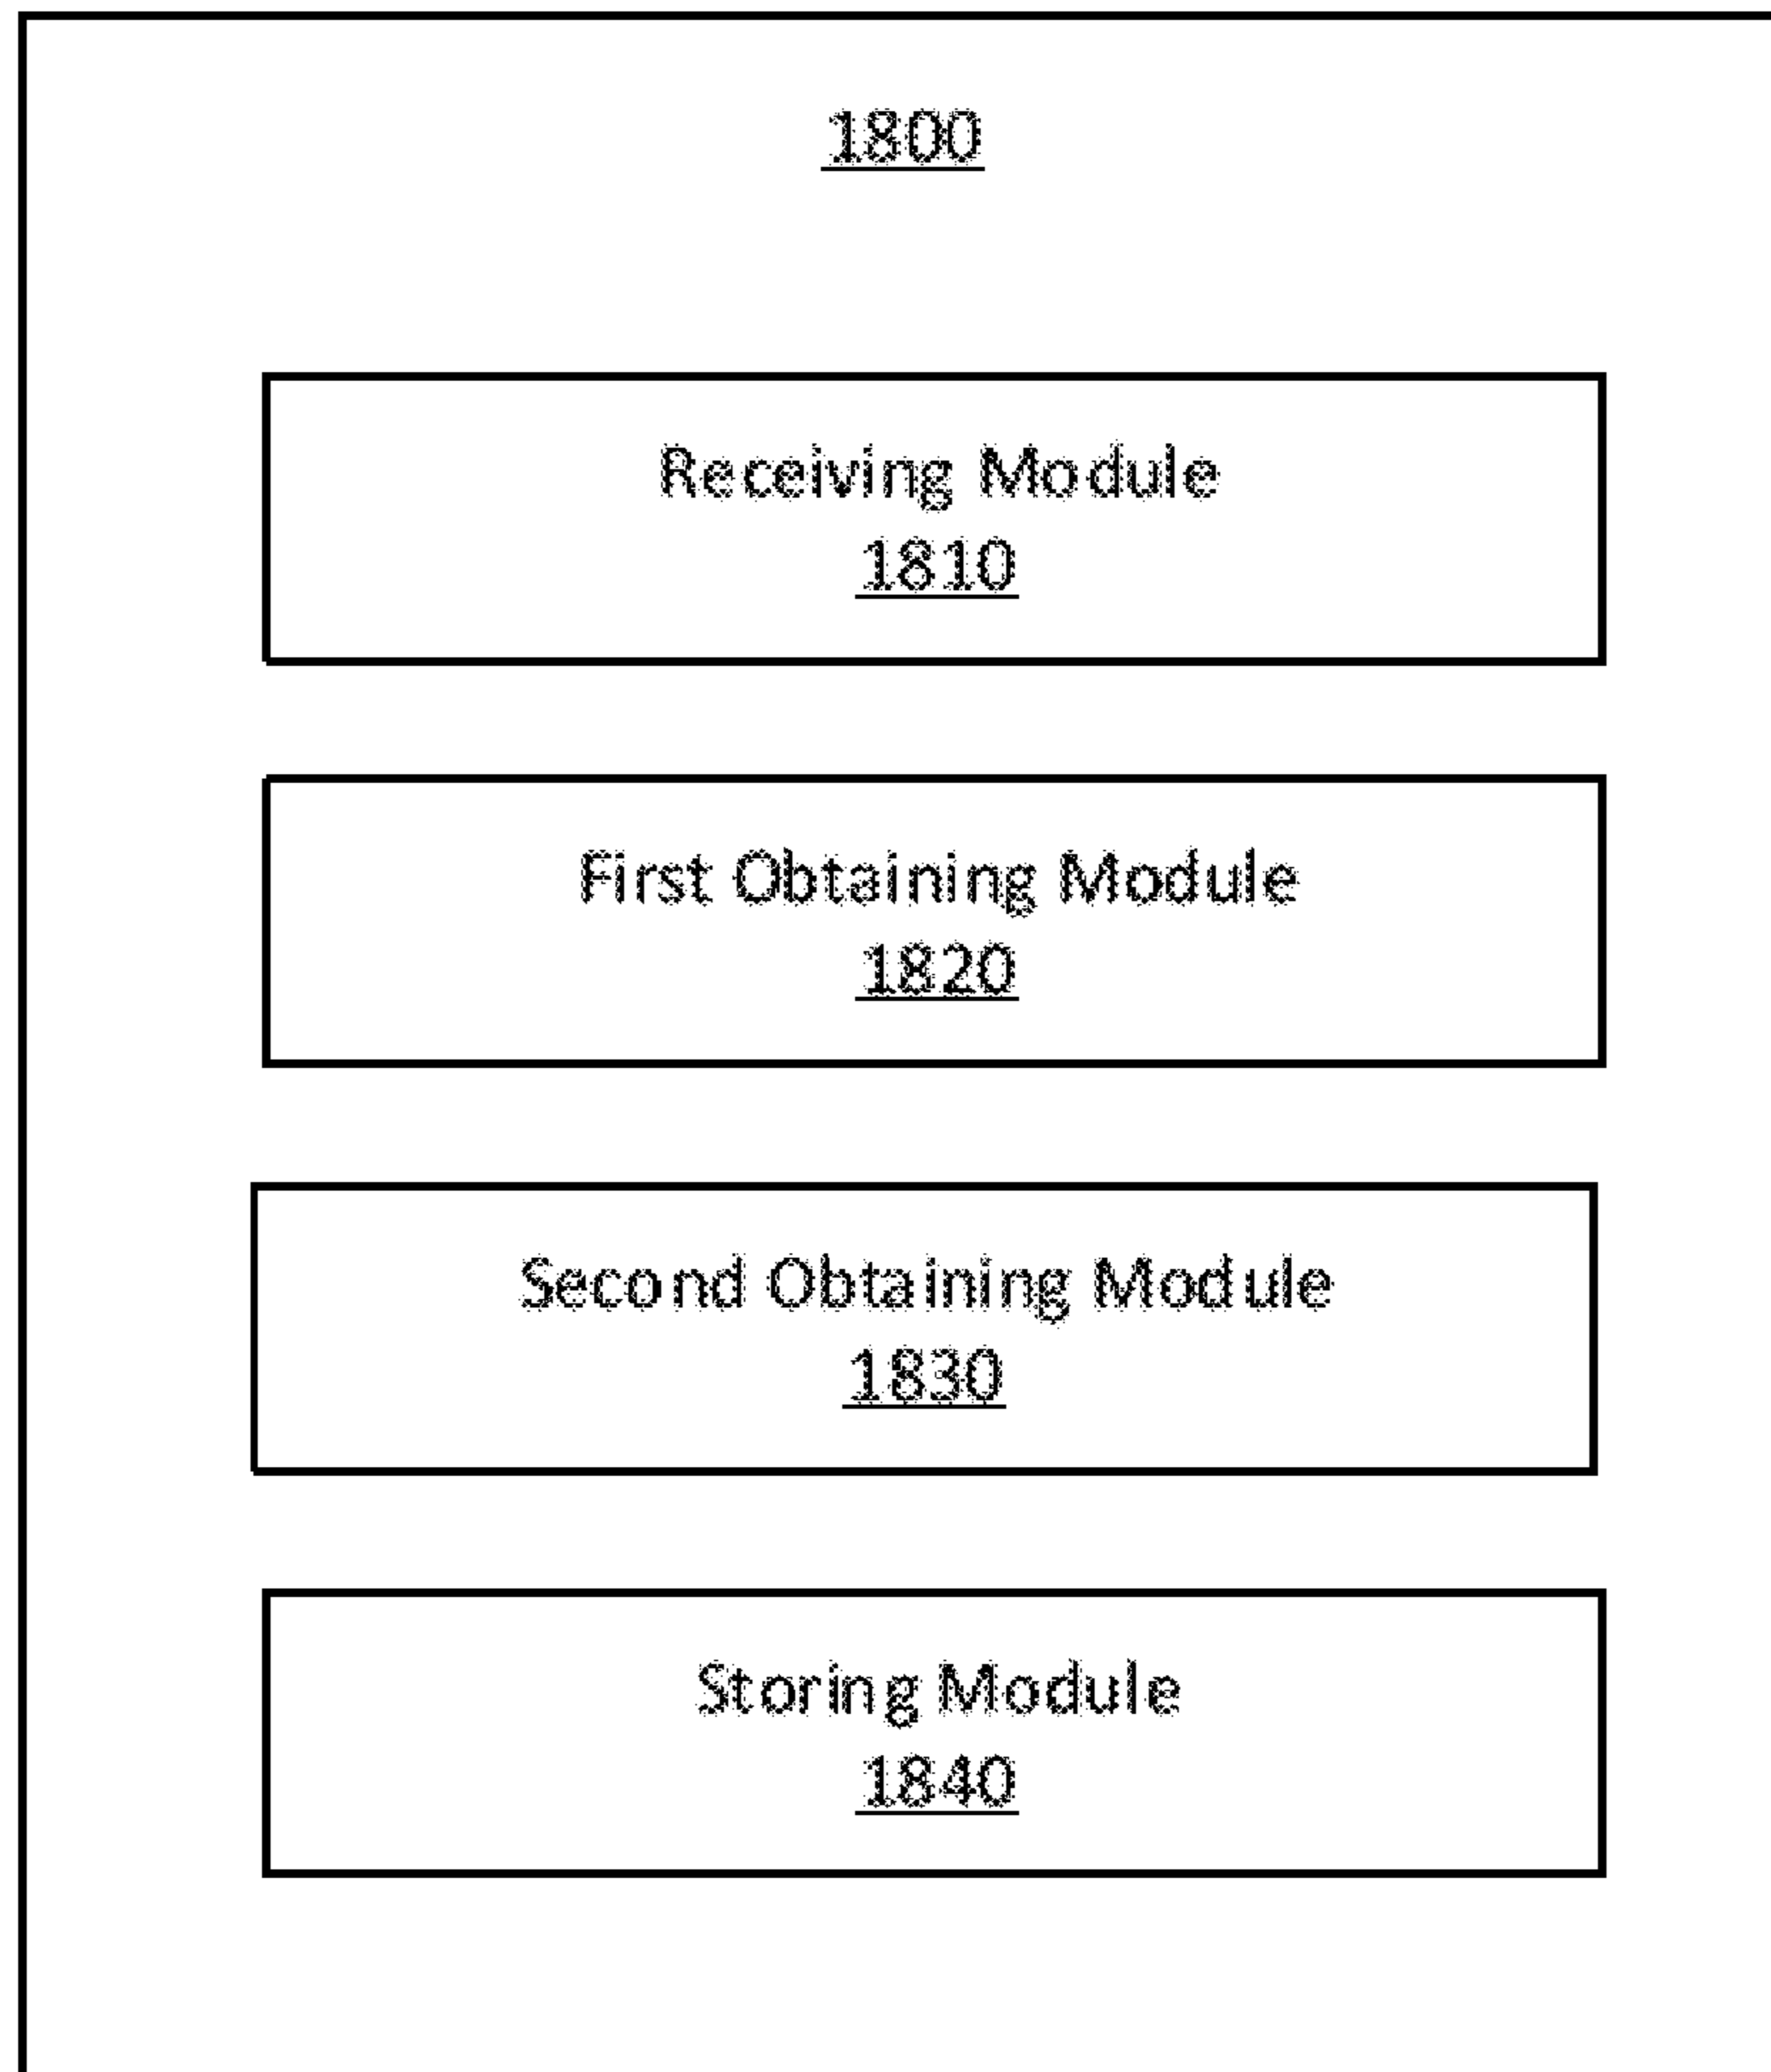 1800
Receiving Module
1810
First Obtaining Module
1820
Second Obtaining Module
1830
Storing Module
1840